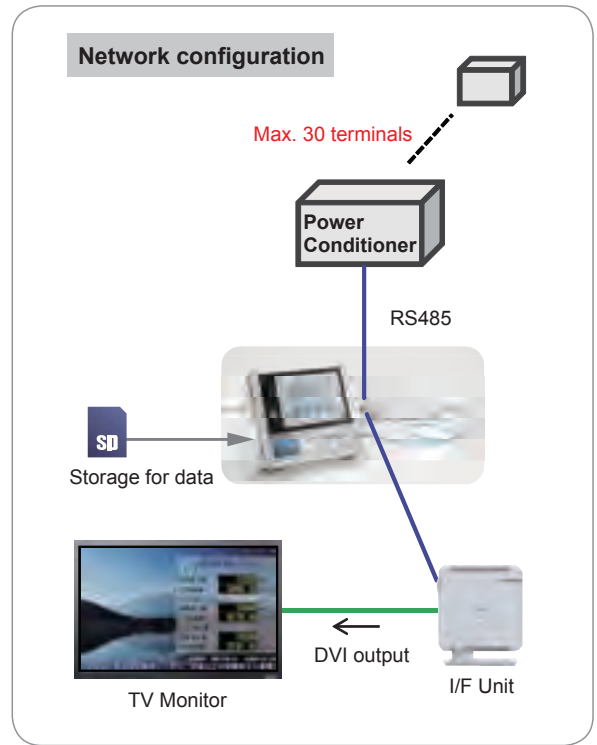 Network configuration
Max. 30 terminals
Power
Conditioner
RS485
SD
Storage for data
DVI output
TV Monitor
I/F Unit